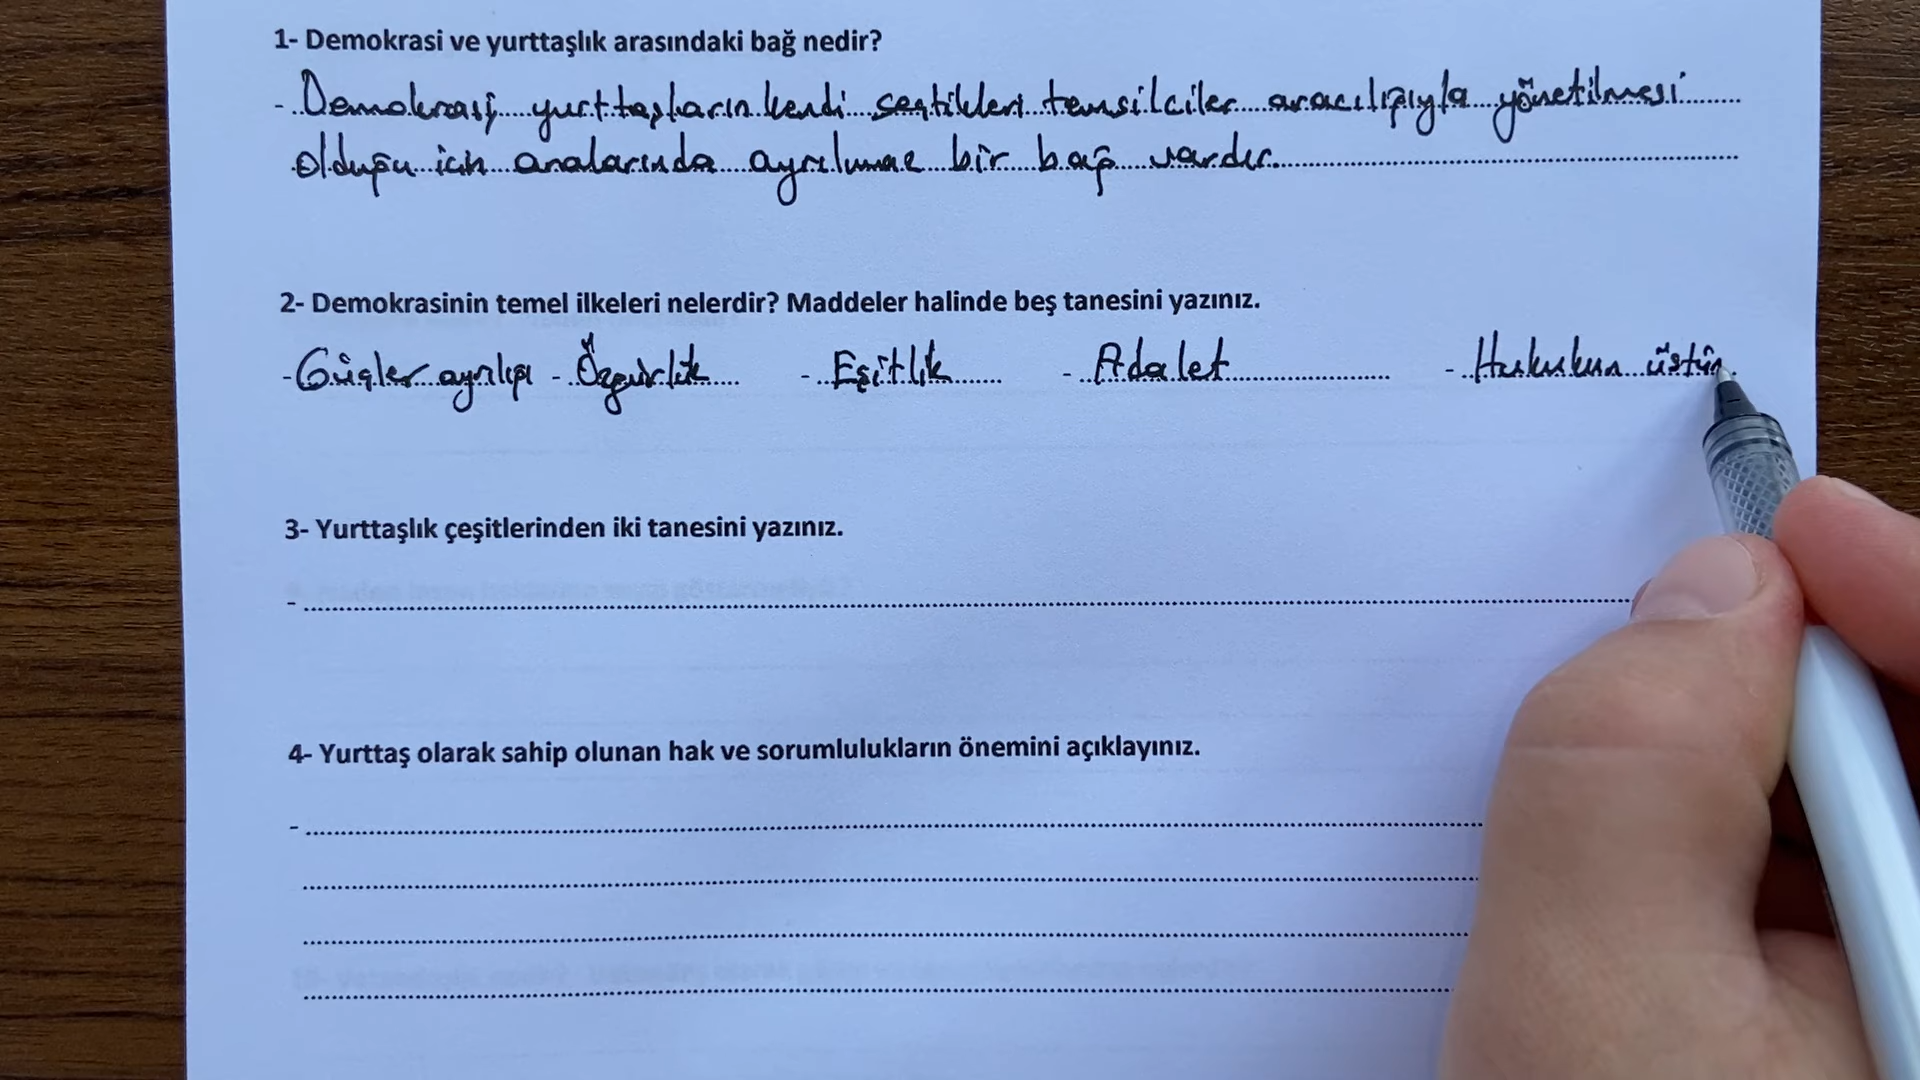 1- Demokrasi ve yurttaşlık arasındaki bağ nedir?
- Demokrasi yurttaşların kendi seçtikleri temsilciler aracılığıyla yönetilmesi
olduğu için aralarında ayrılmaz bir bağ vardır.
2- Demokrasinin temel ilkeleri nelerdir? Maddeler halinde beş tanesini yazınız.
- Güçler ayrılığı - Özgürlük - Eşitlik - Adalet - Hukukun üstün
3- Yurttaşlık çeşitlerinden iki tanesini yazınız.
-
4- Yurttaş olarak sahip olunan hak ve sorumlulukların önemini açıklayınız.
-